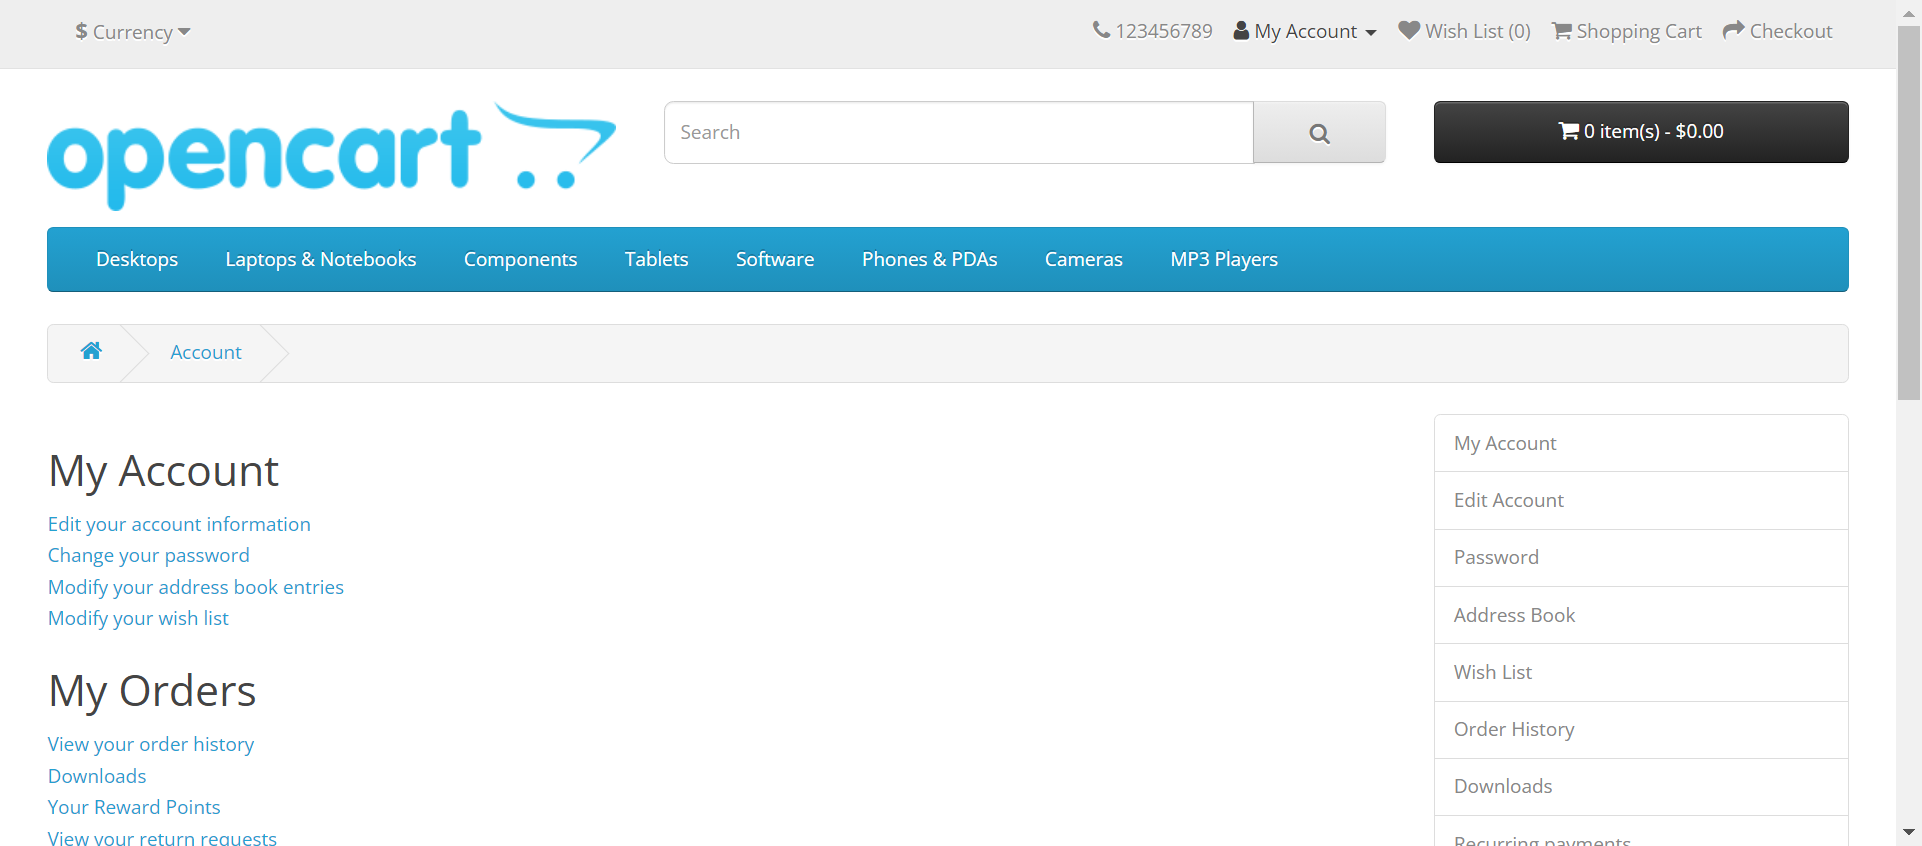 $ Currency
123456789 My Account Wish List (0) Shopping Cart Checkout
opencart
Search
0 item(s) - $0.00
Desktops Laptops & Notebooks Components Tablets Software Phones & PDAs Cameras MP3 Players
Account
My Account
Edit your account information
Change your password
Modify your address book entries
Modify your wish list
My Orders
View your order history
Downloads
Your Reward Points
View your return requests
My Account
Edit Account
Password
Address Book
Wish List
Order History
Downloads
Recurring payments